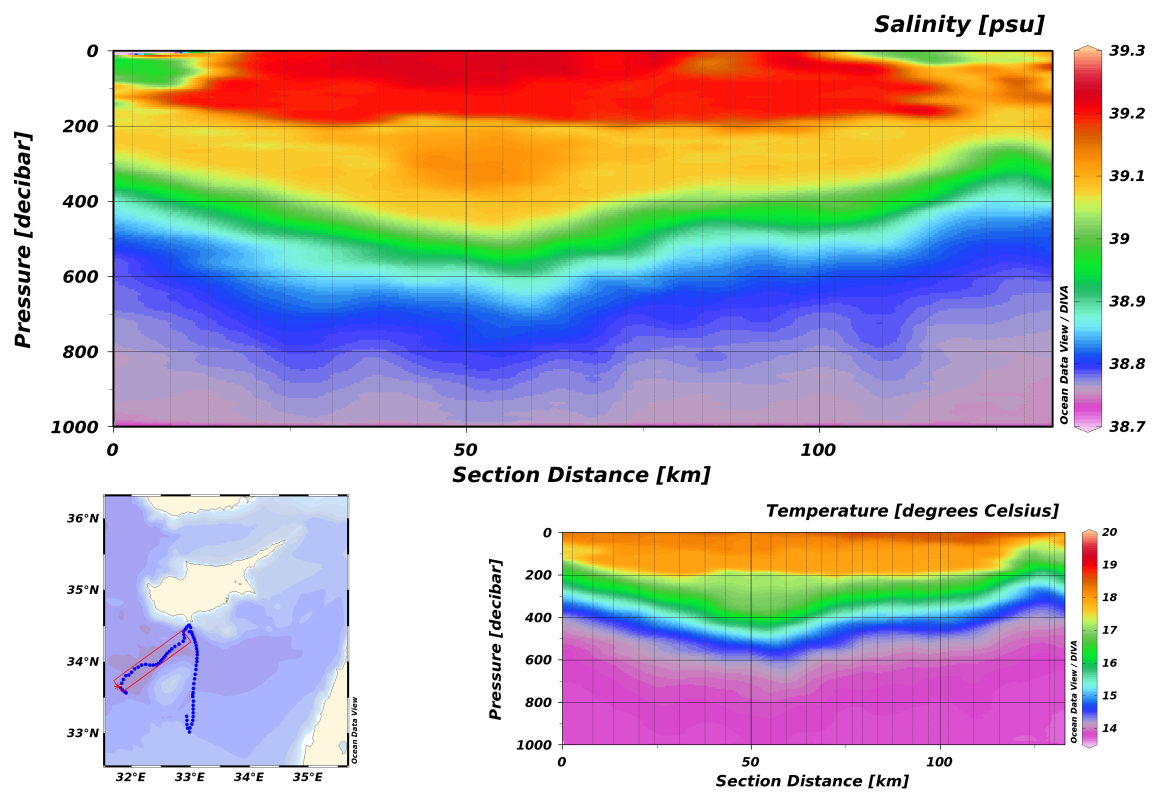 Salinity [psu]
0
200
400
600
800
1000
Pressure [decibar]
0
50
100
Section Distance [km]
39.3
39.2
39.1
39
38.9
38.8
38.7
Ocean Data View / DIVA
36°N
35°N
34°N
33°N
32°E
33°E
34°E
35°E
Ocean Data View
Temperature [degrees Celsius]
0
200
400
600
800
1000
Pressure [decibar]
0
50
100
Section Distance [km]
20
19
18
17
16
15
14
Ocean Data View / DIVA